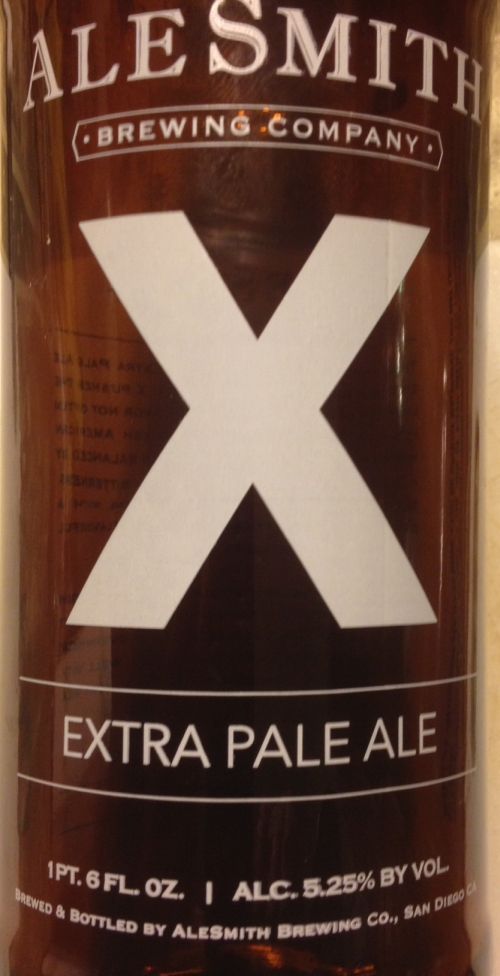 ALESMITH
· BREWING COMPANY ·
X
EXTRA PALE ALE
1 PT. 6 FL. OZ. | ALC. 5.25% BY VOL.
BREWED & BOTTLED BY ALESMITH BREWING CO., SAN DIEGO CA